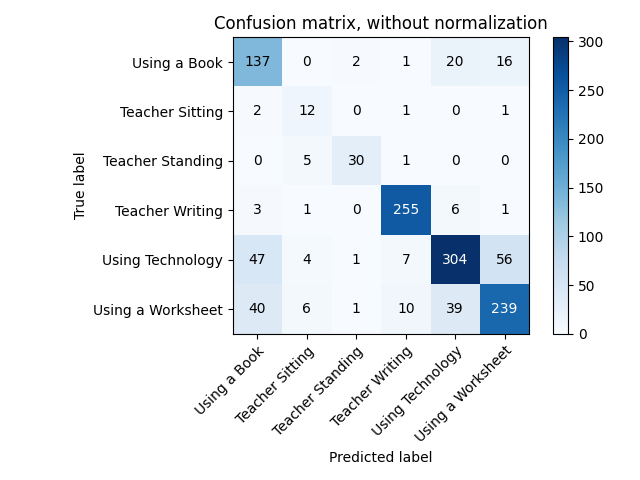 Confusion matrix, without normalization
True label
Using a Book 137 0 2 1 20 16
Teacher Sitting 2 12 0 1 0 1
Teacher Standing 0 5 30 1 0 0
Teacher Writing 3 1 0 255 6 1
Using Technology 47 4 1 7 304 56
Using a Worksheet 40 6 1 10 39 239
Using a Book
Teacher Sitting
Teacher Standing
Teacher Writing
Using Technology
Using a Worksheet
Predicted label
300
250
200
150
100
50
0